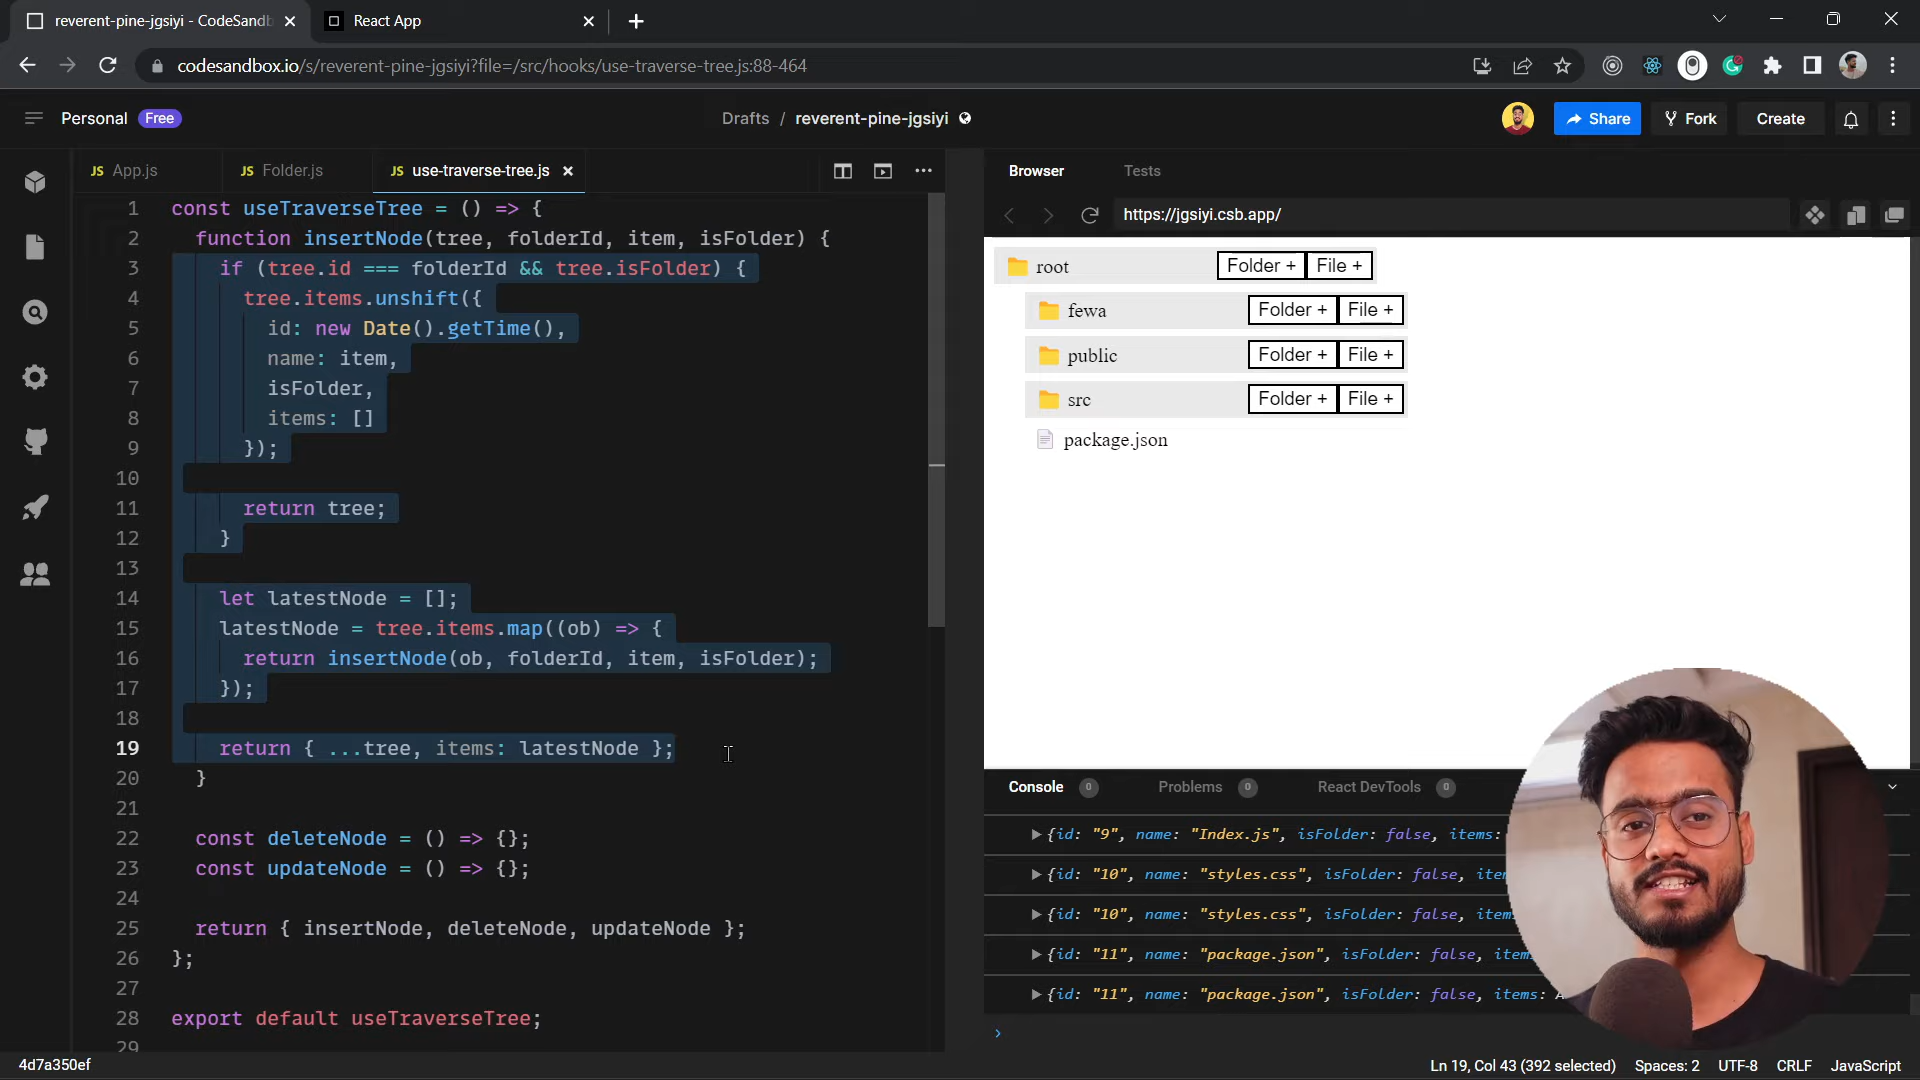 reverent-pine-jgsiyi - CodeSandb
React App
codesandbox.io/s/reverent-pine-jgsiyi?file=/src/hooks/use-traverse-tree.js:88-464
Personal
Free
Drafts / reverent-pine-jgsiyi
Share
Fork
Create
JS App.js
JS Folder.js
JS use-traverse-tree.js
1 const useTraverseTree = () => {
2 function insertNode(tree, folderId, item, isFolder) {
3 if (tree.id === folderId && tree.isFolder) {
4 tree.items.unshift({
5 id: new Date().getTime(),
6 name: item,
7 isFolder,
8 items: []
9 });
10
11 return tree;
12 }
13
14 let latestNode = [];
15 latestNode = tree.items.map((ob) => {
16 return insertNode(ob, folderId, item, isFolder);
17 });
18
19 return { ...tree, items: latestNode };
20 }
21
22 const deleteNode = () => {};
23 const updateNode = () => {};
24
25 return { insertNode, deleteNode, updateNode };
26 };
27
28 export default useTraverseTree;
29
Browser
Tests
https://jgsiyi.csb.app/
root Folder + File +
fewa Folder + File +
public Folder + File +
src Folder + File +
package.json
Console 0
Problems 0
React DevTools 0
{id: "9", name: "Index.js", isFolder: false, items:
{id: "10", name: "styles.css", isFolder: false, iter
{id: "10", name: "styles.css", isFolder: false, item
{id: "11", name: "package.json", isFolder: false, item
{id: "11", name: "package.json", isFolder: false, items: A
4d7a350ef
Ln 19, Col 43 (392 selected)
Spaces: 2
UTF-8
CRLF
JavaScript